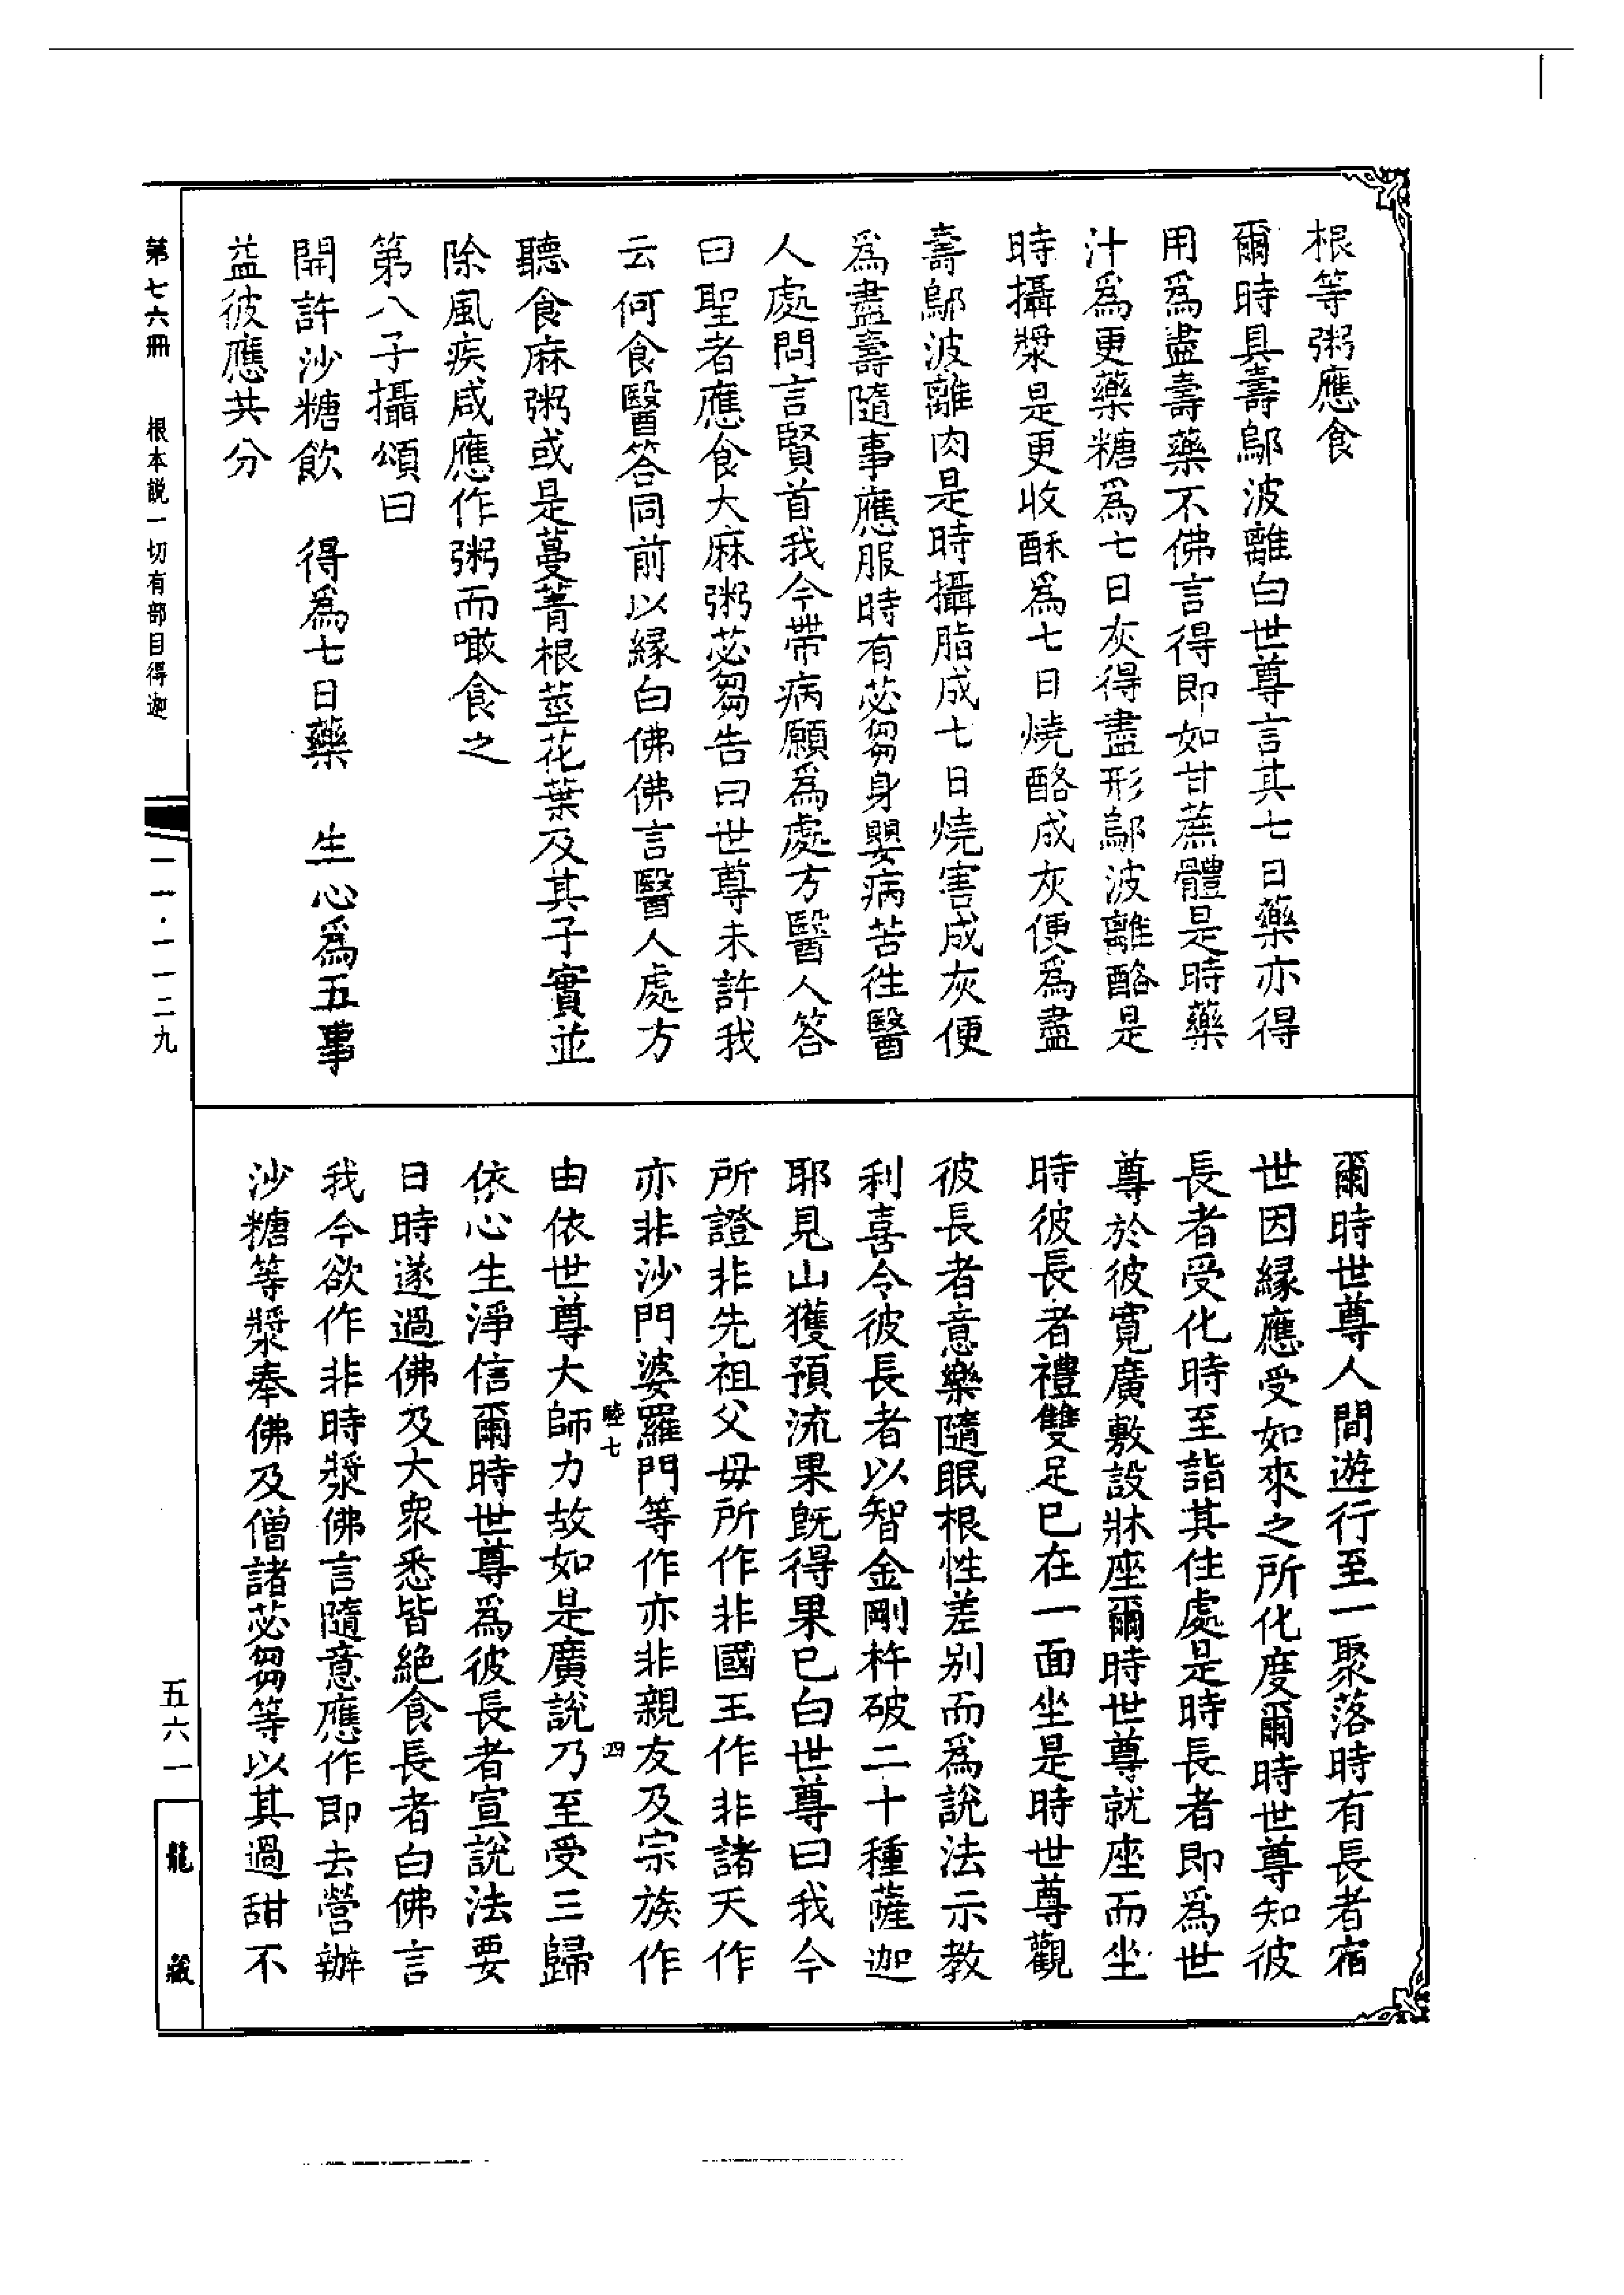 根等粥應食
爾時具壽鄔波離白世尊言其七日藥亦得
用爲盡壽藥不佛言得即如甘蔗體是時藥
汁爲更藥糖爲七日灰得盡形鄔波離酪是
時攝漿是更收酥爲七日燒酪成灰便爲盡
壽鄔波離肉是時攝脂成七日燒害成灰便
爲盡壽隨事應服時有苾芻身嬰病苦往醫
人處問言賢首我今帶病願爲處方醫人答
曰聖者應食大麻粥苾芻告曰世尊未許我
云何食醫答同前以緣白佛佛言醫人處方
聽食麻粥或是蔓菁根莖花葉及其子實並
除風疾咸應作粥而噉食之
第八子攝頌曰
開許沙糖飲　得爲七日藥　生心爲五事
益彼應共分
爾時世尊人間遊行至一聚落時有長者宿
世因緣應受如來之所化度爾時世尊知彼
長者受化時至詣其住處是時長者即爲世
尊於彼寬廣敷設牀座爾時世尊就座而坐
時彼長者禮雙足已在一面坐是時世尊觀
彼長者意樂隨眠根性差别而爲說法示教
利喜令彼長者以智金剛杵破二十種薩迦
耶見山獲預流果既得果已白世尊曰我今
所證非先祖父母所作非國王作非諸天作
亦非沙門婆羅門等作亦非親友及宗族作
睦七　四
由依世尊大師力故如是廣說乃至受三歸
依心生淨信爾時世尊爲彼長者宣說法要
日時遂過佛及大衆悉皆絶食長者白佛言
我今欲作非時漿佛言隨意應作即去營辦
沙糖等漿奉佛及僧諸苾芻等以其過甜不
第七六冊　根本説一切有部目得迦
一一·一一二九
五六一
龍藏